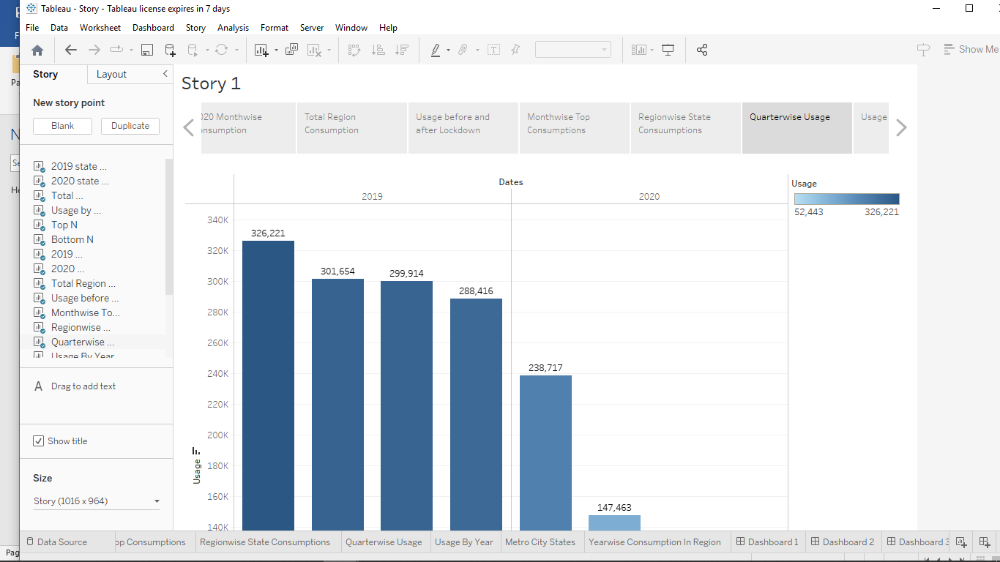 Tableau - Story - Tableau license expires in 7 days
File Data Worksheet Dashboard Story Analysis Format Server Window Help
Show Me
Story Layout
New story point
Blank Duplicate
2019 state ...
2020 state ...
Total ...
Usage by ...
Top N
Bottom N
2019 ...
2020 ...
Total Region ...
Usage before ...
Monthwise To...
Regionwise ...
Quarterwise ...
Usage By Year
A Drag to add text
Show title
Size
Story (1016 x 964)
Story 1
020 Monthwise
onsumption
Total Region
Consumption
Usage before and
after Lockdown
Monthwise Top
Consumptions
Regionwise State
Consuumptions
Quarterwise Usage
Usage
Dates
2019 2020
Usage
52,443 326,221
340K
320K
300K
280K
260K
240K
220K
200K
180K
160K
140K
Usage
326,221
301,654
299,914
288,416
238,717
147,463
Data Source op Consumptions Regionwise State Consumptions Quarterwise Usage Usage By Year Metro City States Yearwise Consumption In Region Dashboard 1 Dashboard 2 Dashboard 3
Pag